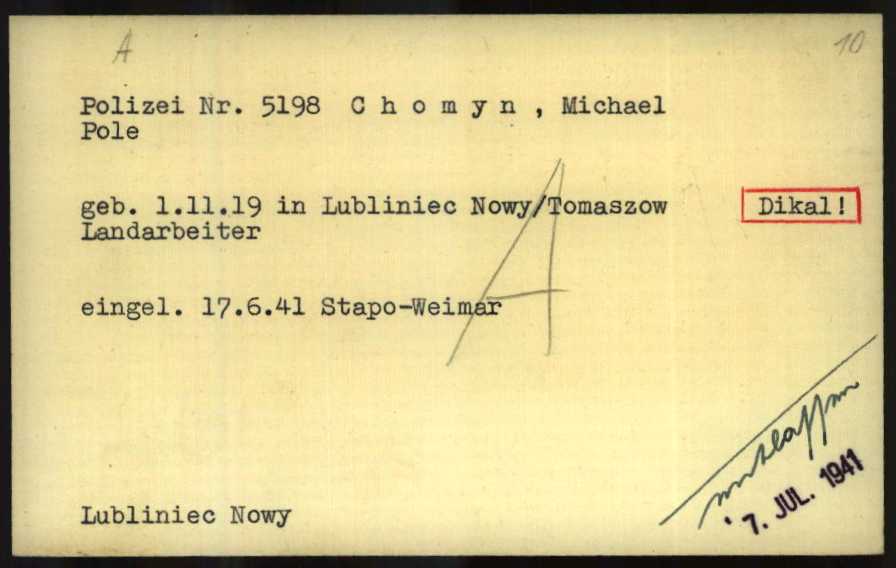 A
10
Polizei Nr. 5198 C h o m y n , Michael
Pole
geb. 1.11.19 in Lubliniec Nowy/Tomaszow
Dikal!
Landarbeiter
A
eingel. 17.6.41 Stapo-Weimar
entlassen
7. JUL. 1941
Lubliniec Nowy